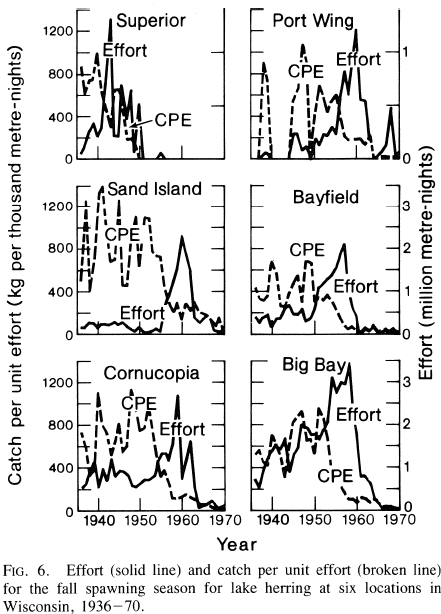 Superior
Port Wing
1200
800
400
0
Effort
CPE
CPE
Effort
1
0
Sand Island
Bayfield
1200
800
400
0
CPE
Effort
CPE
Effort
3
2
1
0
Cornucopia
Big Bay
1200
800
400
0
CPE
Effort
Effort
CPE
3
2
1
0
1940
1950
1960
1970
1940
1950
1960
1970
Catch per unit effort (kg per thousand metre-nights)
Effort (million metre-nights)
Year
FIG. 6. Effort (solid line) and catch per unit effort (broken line)
for the fall spawning season for lake herring at six locations in
Wisconsin, 1936–70.